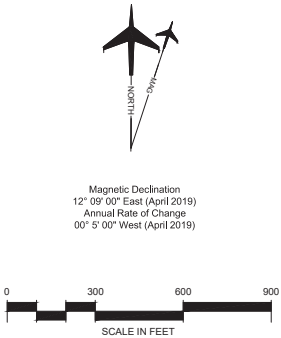 NORTH
MAG
Magnetic Declination
12° 09' 00" East (April 2019)
Annual Rate of Change
00° 5' 00" West (April 2019)
0 300 600 900
SCALE IN FEET